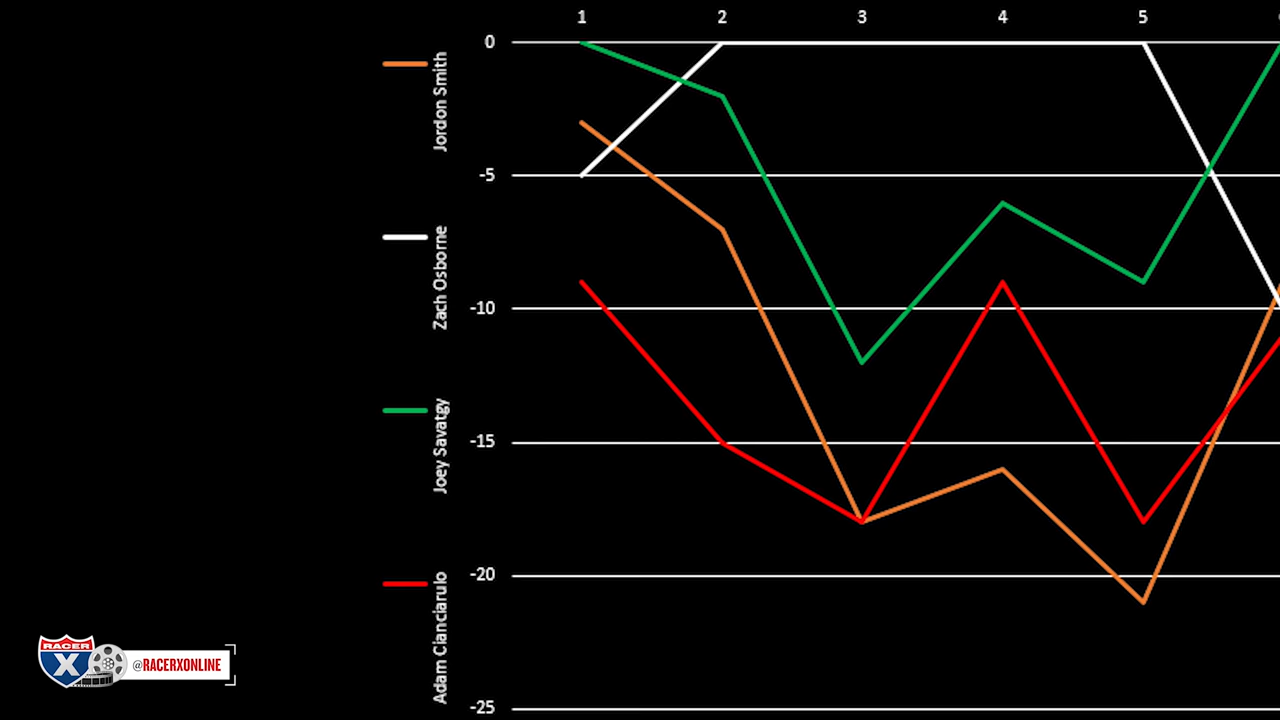 1 2 3 4 5
0
-5
-10
-15
-20
-25
Jordon Smith
Zach Osborne
Joey Savatgy
Adam Cianciarulo
RACER
X
@RACERXONLINE